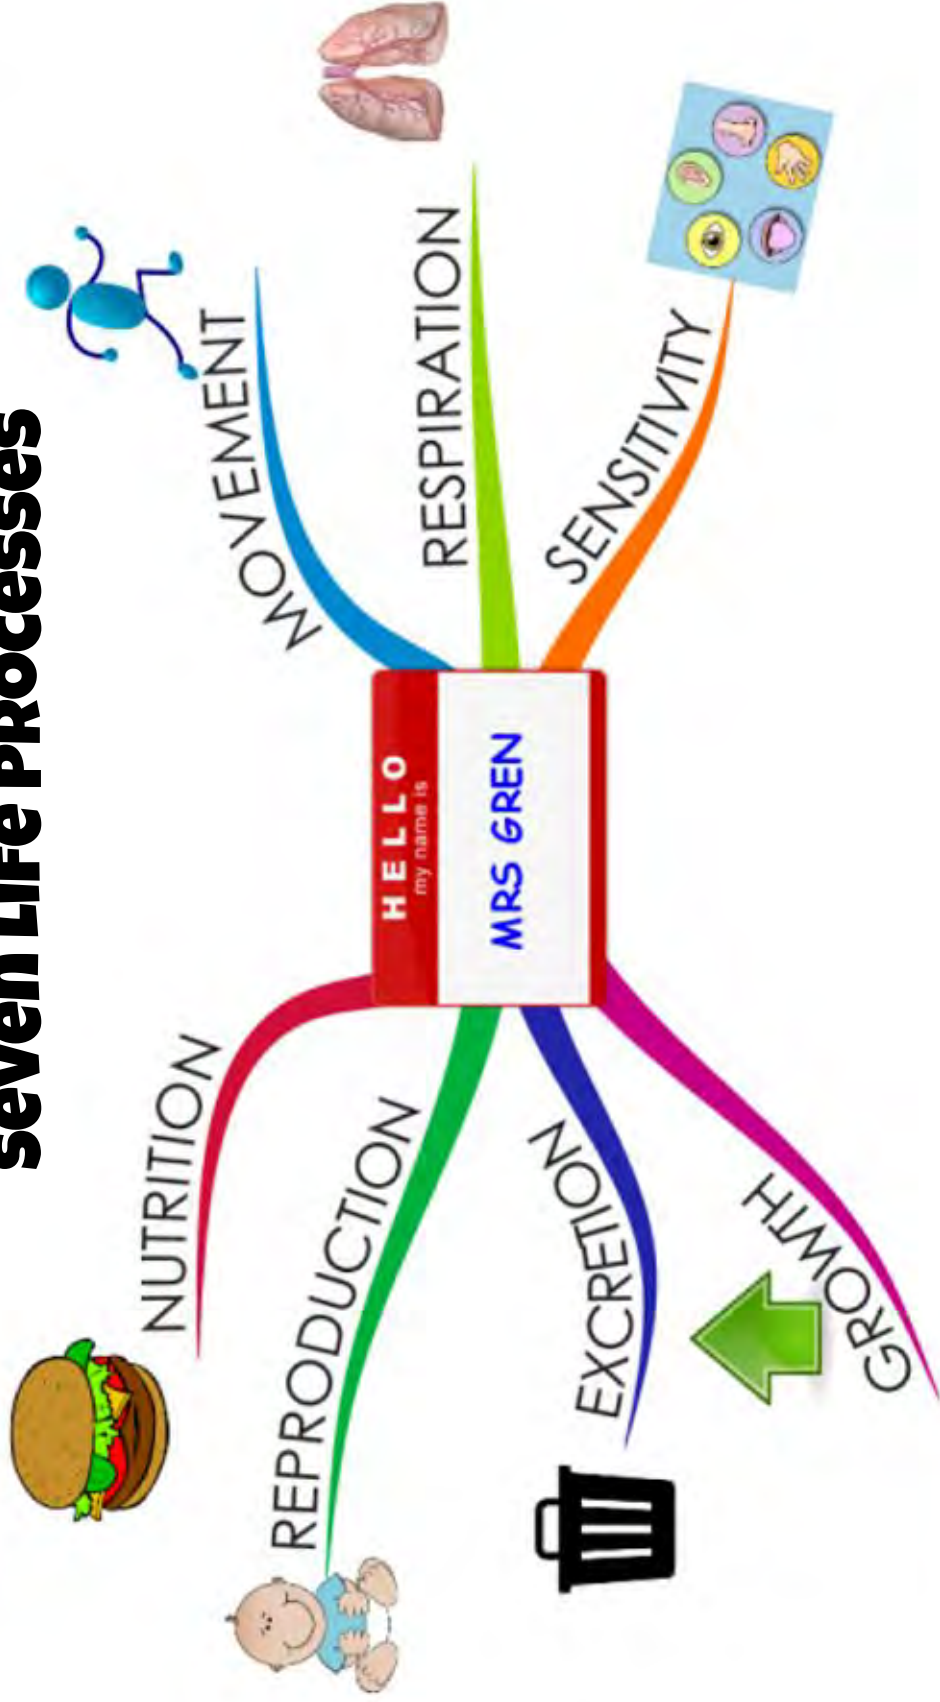 seven Life Processes
HELLO
my name is
MRS GREN
MOVEMENT
RESPIRATION
SENSITIVITY
GROWTH
EXCRETION
REPRODUCTION
NUTRITION